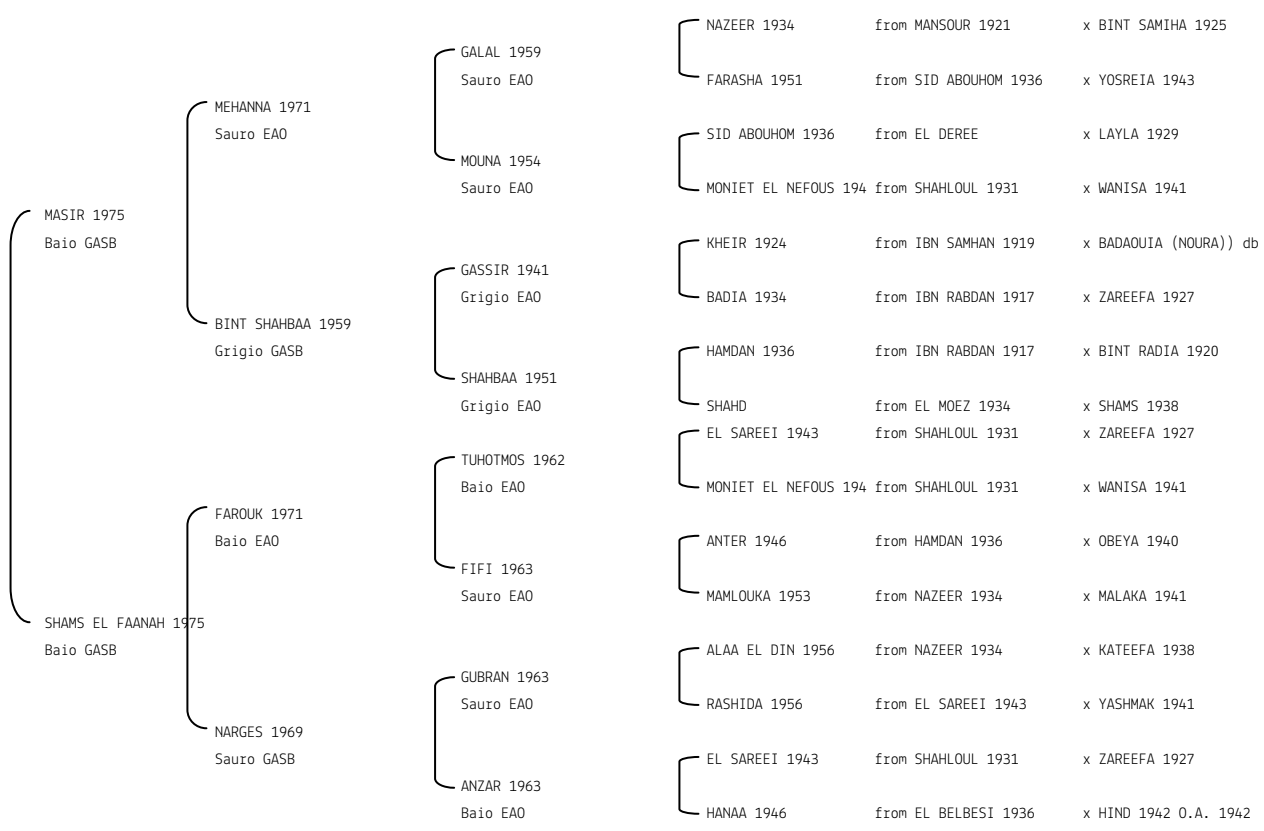 NAZEER 1934 from MANSOUR 1921 x BINT SAMIHA 1925
GALAL 1959
Sauro EAO FARASHA 1951 from SID ABOUHOM 1936 x YOSREIA 1943
MEHANNA 1971
Sauro EAO SID ABOUHOM 1936 from EL DEREE x LAYLA 1929
MOUNA 1954
Sauro EAO MONIET EL NEFOUS 194 from SHAHLOUL 1931 x WANISA 1941
MASIR 1975
Baio GASB KHEIR 1924 from IBN SAMHAN 1919 x BADAOUIA (NOURA)) db
GASSIR 1941
Grigio EAO BADIA 1934 from IBN RABDAN 1917 x ZAREEFA 1927
BINT SHAHBAA 1959
Grigio GASB HAMDAN 1936 from IBN RABDAN 1917 x BINT RADIA 1920
SHAHBAA 1951
Grigio EAO SHAHD from EL MOEZ 1934 x SHAMS 1938
EL SAREEI 1943 from SHAHLOUL 1931 x ZAREEFA 1927
TUHOTMOS 1962
Baio EAO MONIET EL NEFOUS 194 from SHAHLOUL 1931 x WANISA 1941
FAROUK 1971
Baio EAO ANTER 1946 from HAMDAN 1936 x OBEYA 1940
FIFI 1963
Sauro EAO MAMLOUKA 1953 from NAZEER 1934 x MALAKA 1941
SHAMS EL FAANAH 1975
Baio GASB ALAA EL DIN 1956 from NAZEER 1934 x KATEEFA 1938
GUBRAN 1963
Sauro EAO RASHIDA 1956 from EL SAREEI 1943 x YASHMAK 1941
NARGES 1969
Sauro GASB EL SAREEI 1943 from SHAHLOUL 1931 x ZAREEFA 1927
ANZAR 1963
Baio EAO HANAA 1946 from EL BELBESI 1936 x HIND 1942 O.A. 1942